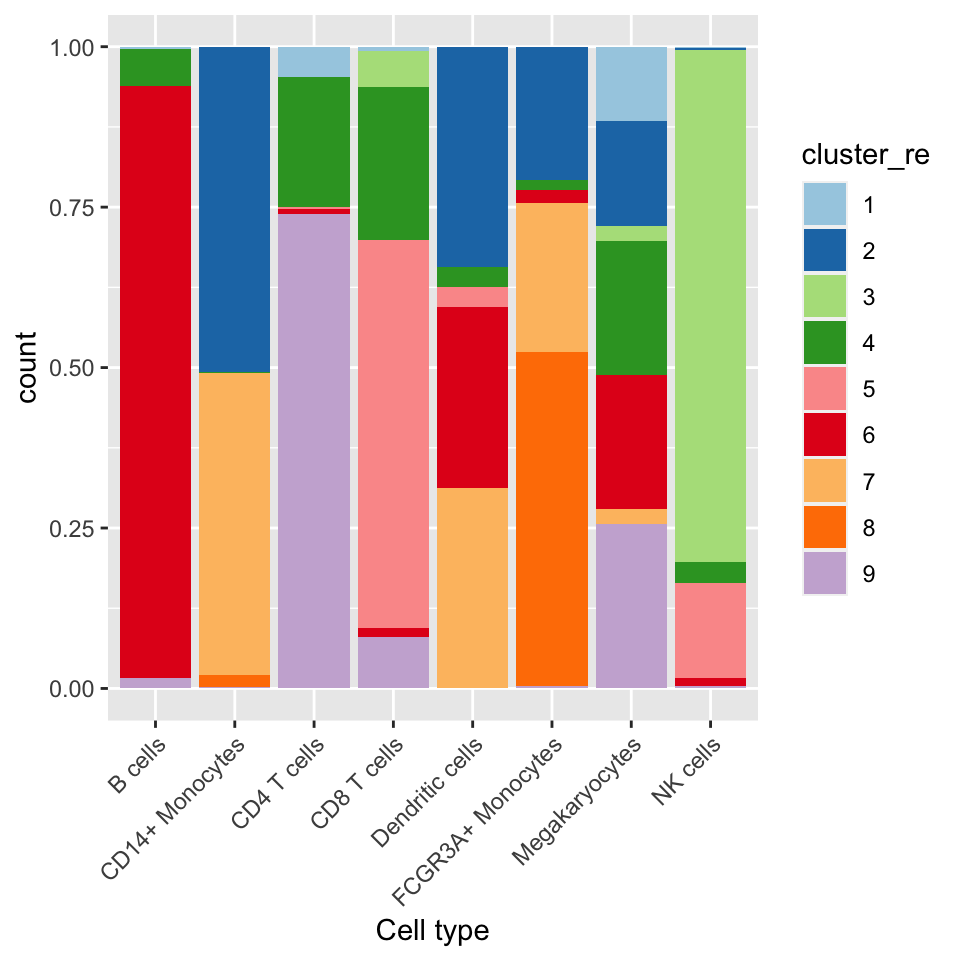 1.00
0.75
0.50
0.25
0.00
count
B cells
CD14+ Monocytes
CD4 T cells
CD8 T cells
Dendritic cells
FCGR3A+ Monocytes
Megakaryocytes
NK cells
Cell type
cluster_re
1
2
3
4
5
6
7
8
9